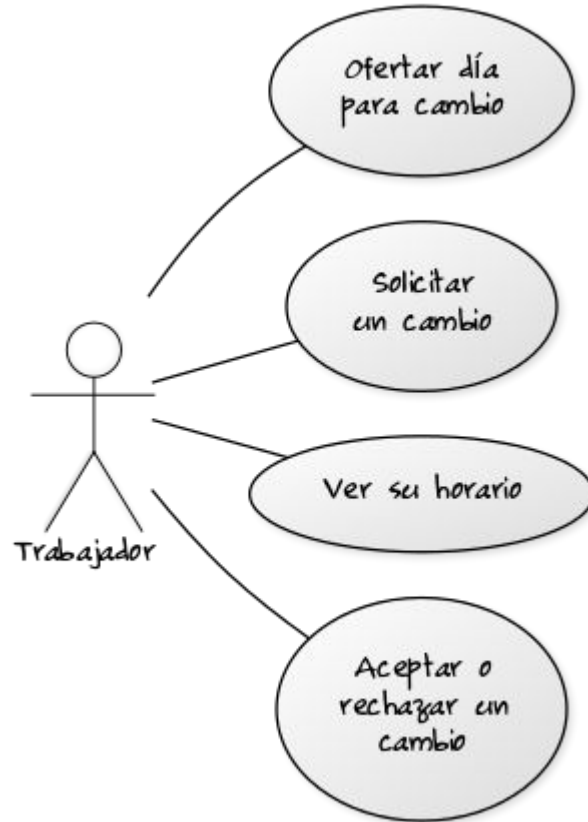 Ofertar día
para cambio
Solicitar
un cambio
Ver su horario
Trabajador
Aceptar o
rechazar un
cambio